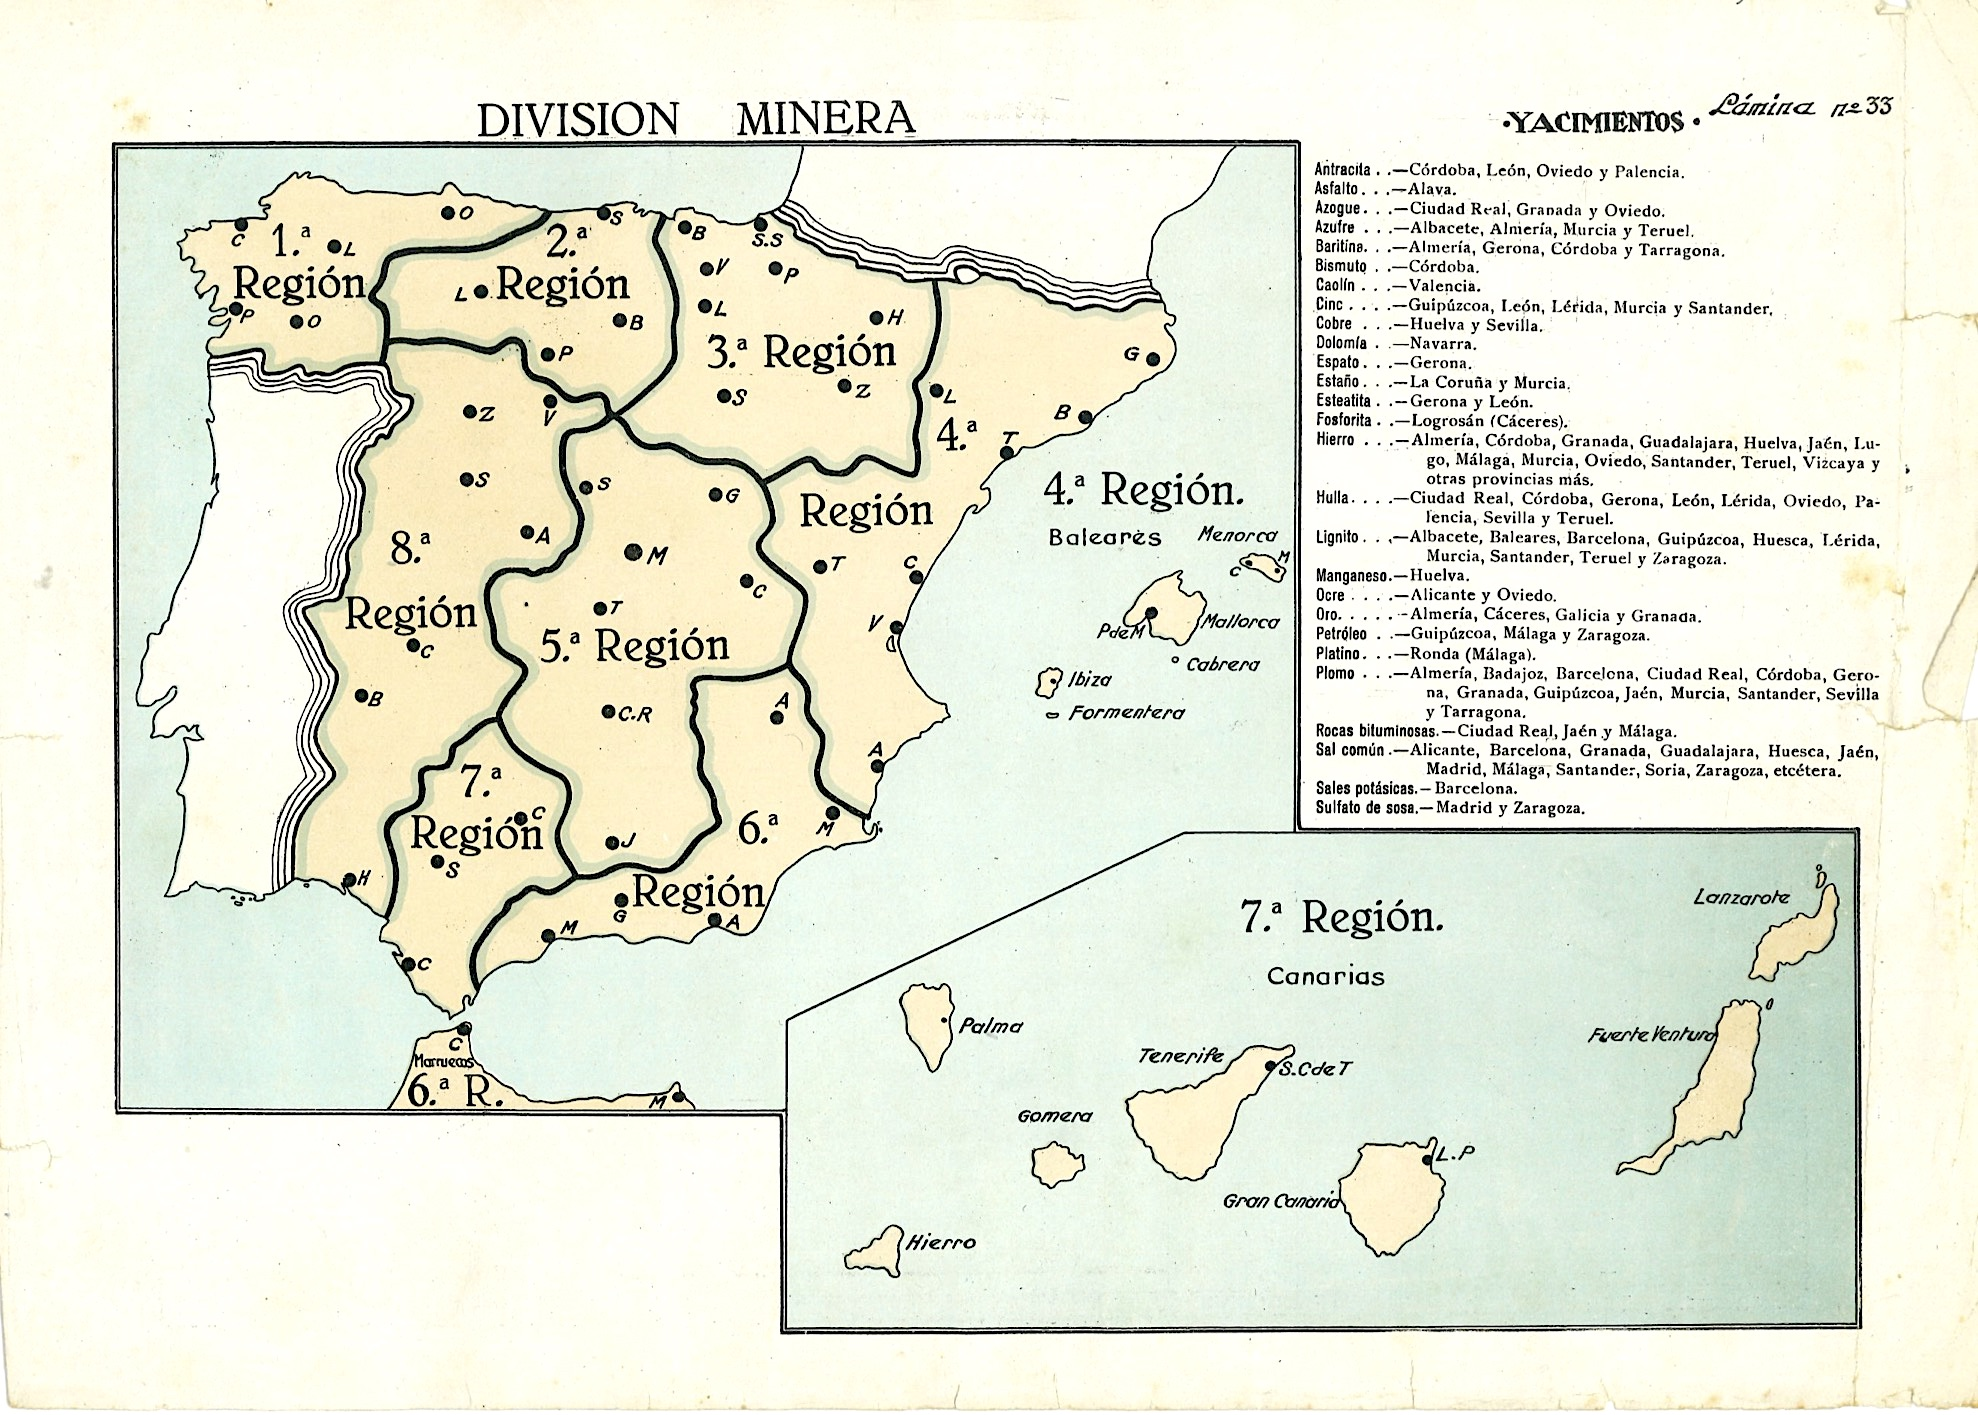 DIVISION MINERA
·YACIMIENTOS·
Lámina nº 33
Antracita . .—Córdoba, León, Oviedo y Palencia.
Asfalto . . .—Alava.
Azogue. . .—Ciudad Real, Granada y Oviedo.
Azufre . . .—Albacete, Almería, Murcia y Teruel.
Baritina. . .—Almería, Gerona, Córdoba y Tarragona.
Bismuto . .—Córdoba.
Caolín . . .—Valencia.
Cinc . . . .—Guipúzcoa, León, Lérida, Murcia y Santander.
Cobre . . .—Huelva y Sevilla.
Dolomía . .—Navarra.
Espato . . .—Gerona.
Estaño . . .—La Coruña y Murcia.
Esteatita . .—Gerona y León.
Fosforita . .—Logrosán (Cáceres).
Hierro . . .—Almería, Córdoba, Granada, Guadalajara, Huelva, Jaén, Lu-
go, Málaga, Murcia, Oviedo, Santander, Teruel, Vizcaya y
otras provincias más.
Hulla. . . .—Ciudad Real, Córdoba, Gerona, León, Lérida, Oviedo, Pa-
lencia, Sevilla y Teruel.
Lignito . . .—Albacete, Baleares, Barcelona, Guipúzcoa, Huesca, Lérida,
Murcia, Santander, Teruel y Zaragoza.
Manganeso.—Huelva.
Ocre . . . .—Alicante y Oviedo.
Oro. . . . .—Almería, Cáceres, Galicia y Granada.
Petróleo . .—Guipúzcoa, Málaga y Zaragoza.
Platino. . .—Ronda (Málaga).
Plomo . . .—Almería, Badajoz, Barcelona, Ciudad Real, Córdoba, Gero-
na, Granada, Guipúzcoa, Jaén, Murcia, Santander, Sevilla
y Tarragona.
Rocas bituminosas.—Ciudad Real, Jaén y Málaga.
Sal común .—Alicante, Barcelona, Granada, Guadalajara, Huesca, Jaén,
Madrid, Málaga, Santander, Soria, Zaragoza, etcétera.
Sales potásicas.—Barcelona.
Sulfato de sosa.—Madrid y Zaragoza.
1.ª
Región
C
O
L
P
O
2.ª
Región
S
L
B
P
V
3.ª Región
B
S.S
V
P
L
H
S
Z
4.ª
Región
G
L
B
T
T
C
V
A
4.ª Región.
Baleares
Menorca
C
M
Mallorca
P de M
Cabrera
Ibiza
Formentera
8.ª
Región
Z
S
A
C
B
H
5.ª Región
S
G
M
C
T
C.R
J
6.ª
Región
A
M
G
A
M
7.ª
Región
C
S
C
C
Marruecos
6.ª R.
M
7.ª Región.
Canarias
Lanzarote
Fuerte Ventura
Palma
Tenerife
S.C de T
Gomera
L.P
Gran Canaria
Hierro